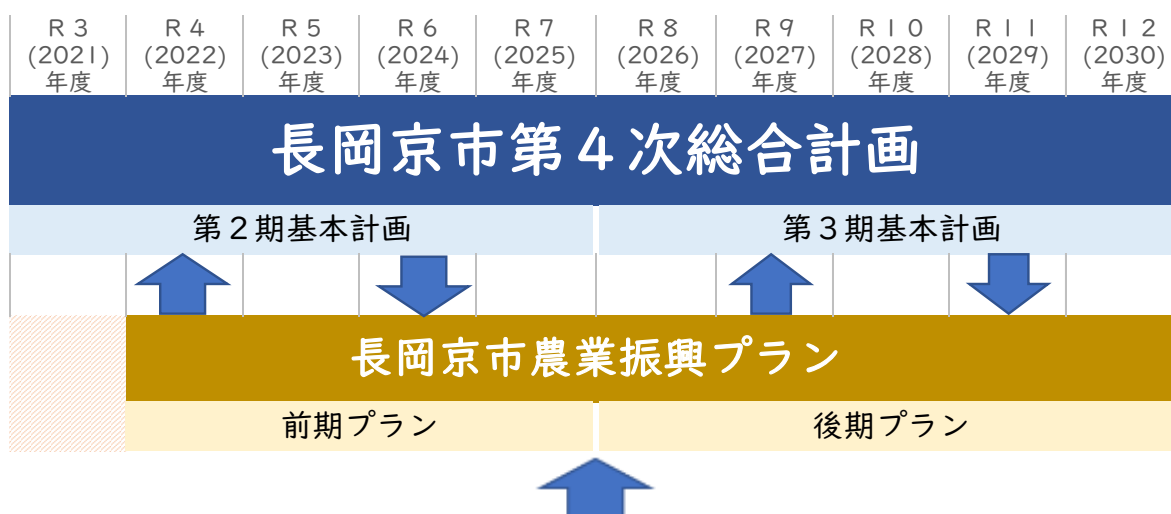 R3 R4 R5 R6 R7 R8 R9 R10 R11 R12
(2021) (2022) (2023) (2024) (2025) (2026) (2027) (2028) (2029) (2030)
年度 年度 年度 年度 年度 年度 年度 年度 年度 年度
長岡京市第4次総合計画
第2期基本計画 第3期基本計画
長岡京市農業振興プラン
前期プラン 後期プラン